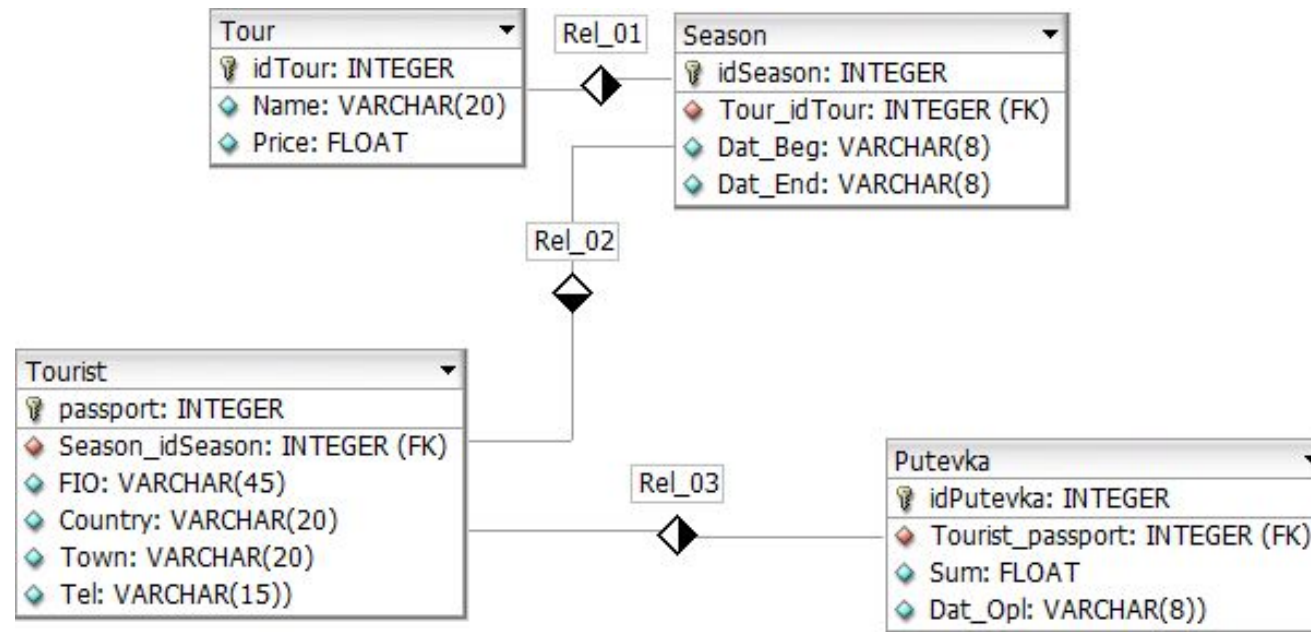 Tour
idTour: INTEGER
Name: VARCHAR(20)
Price: FLOAT
Rel_01
Season
idSeason: INTEGER
Tour_idTour: INTEGER (FK)
Dat_Beg: VARCHAR(8)
Dat_End: VARCHAR(8)
Rel_02
Tourist
passport: INTEGER
Season_idSeason: INTEGER (FK)
FIO: VARCHAR(45)
Country: VARCHAR(20)
Town: VARCHAR(20)
Tel: VARCHAR(15))
Rel_03
Putevka
idPutevka: INTEGER
Tourist_passport: INTEGER (FK)
Sum: FLOAT
Dat_Opl: VARCHAR(8))